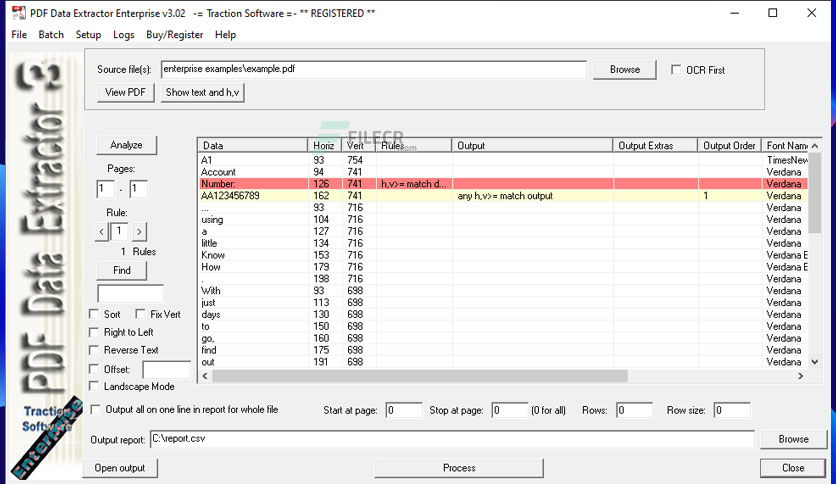 PDF Data Extractor Enterprise v3.02 -= Traction Software =- ** REGISTERED **
File Batch Setup Logs Buy/Register Help
Source file(s): enterprise examples\example.pdf Browse OCR First
View PDF Show text and h,v
FILECR .com
Analyze
Pages:
1 - 1
Rule:
< 1 >
1 Rules
Find
Sort Fix Vert
Right to Left
Reverse Text
Offset:
Landscape Mode
Data Horiz Vert Rules Output Output Extras Output Order Font Name
A1 93 754 TimesNew
Account 94 741 Verdana
Number: 126 741 h,v>= match d... Verdana
AA123456789 162 741 any h,v>= match output 1 Verdana
... 93 716 Verdana
using 104 716 Verdana
a 127 716 Verdana
little 134 716 Verdana
Know 153 716 Verdana B
How 179 716 Verdana B
. 198 716 Verdana
With 93 698 Verdana
just 113 698 Verdana
days 130 698 Verdana
to 150 698 Verdana
go, 160 698 Verdana
find 175 698 Verdana
out 191 698 Verdana
Output all on one line in report for whole file Start at page: 0 Stop at page: 0 (0 for all) Rows: 0 Row size: 0
Output report: C:\report.csv Browse
Open output Process Close
PDF Data Extractor 3
Traction Software
Enterprise